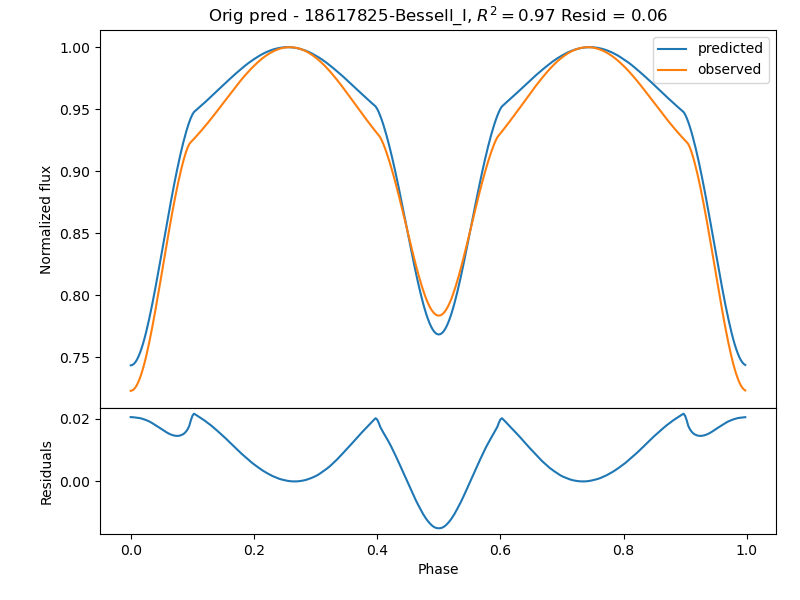 Orig pred - 18617825-Bessell_I, R² = 0.97 Resid = 0.06
predicted
observed
1.00
0.95
0.90
0.85
0.80
0.75
Normalized flux
0.02
0.00
Residuals
0.0 0.2 0.4 0.6 0.8 1.0
Phase